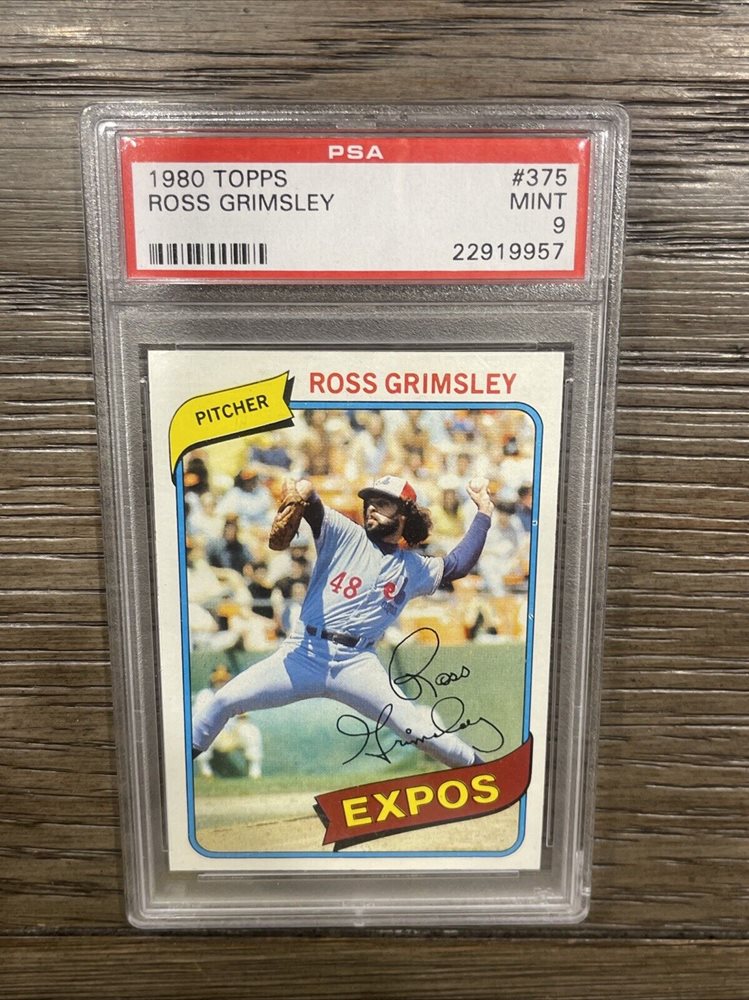 PSA
1980 TOPPS #375
ROSS GRIMSLEY MINT
9
22919957
PITCHER
ROSS GRIMSLEY
48
Ross
Grimsley
EXPOS